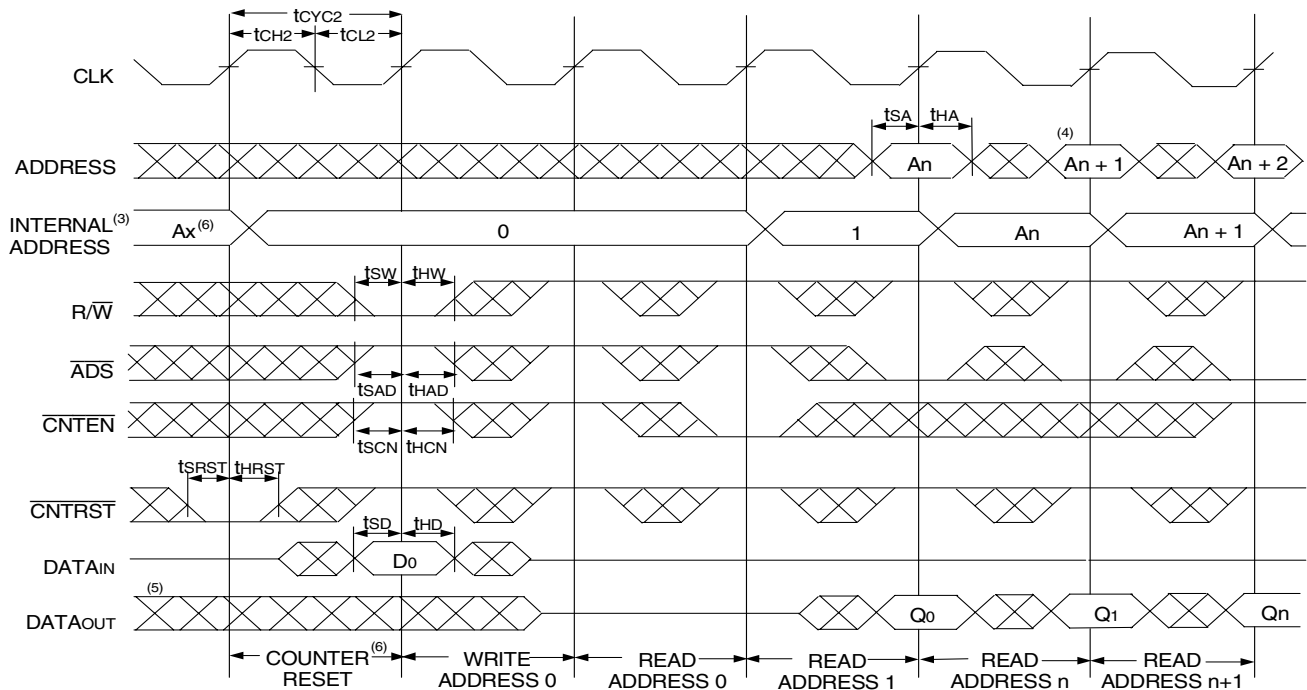 tCYC2
tCH2 tCL2
CLK
tSA tHA
ADDRESS An (4) An + 1 An + 2
INTERNAL(3) ADDRESS Ax(6) 0 1 An An + 1
tSW tHW
R/W̅
A̅D̅S̅
tSAD tHAD
C̅N̅T̅E̅N̅
tSCN tHCN
tSRST tHRST
C̅N̅T̅R̅S̅T̅
tSD tHD
DATAIN D0
(5)
DATAOUT Q0 Q1 Qn
COUNTER(6) WRITE READ READ READ READ
RESET ADDRESS 0 ADDRESS 0 ADDRESS 1 ADDRESS n ADDRESS n+1